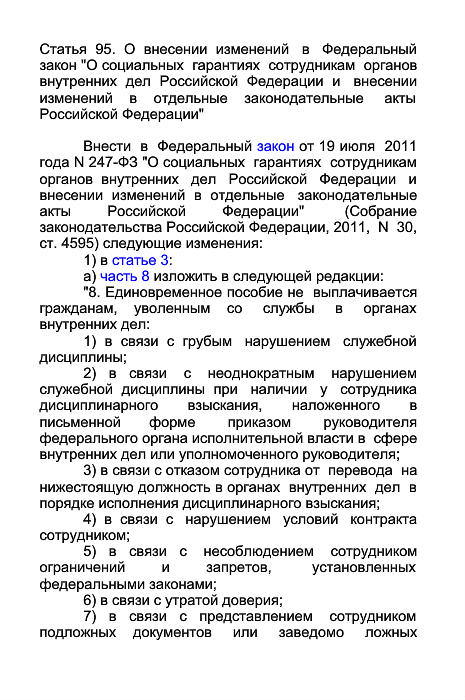 Статья 95. О внесении изменений в Федеральный
закон "О социальных гарантиях сотрудникам органов
внутренних дел Российской Федерации и внесении
изменений в отдельные законодательные акты
Российской Федерации"
Внести в Федеральный закон от 19 июля 2011
года N 247-ФЗ "О социальных гарантиях сотрудникам
органов внутренних дел Российской Федерации и
внесении изменений в отдельные законодательные
акты Российской Федерации" (Собрание
законодательства Российской Федерации, 2011, N 30,
ст. 4595) следующие изменения:
1) в статье 3:
а) часть 8 изложить в следующей редакции:
"8. Единовременное пособие не выплачивается
гражданам, уволенным со службы в органах
внутренних дел:
1) в связи с грубым нарушением служебной
дисциплины;
2) в связи с неоднократным нарушением
служебной дисциплины при наличии у сотрудника
дисциплинарного взыскания, наложенного в
письменной форме приказом руководителя
федерального органа исполнительной власти в сфере
внутренних дел или уполномоченного руководителя;
3) в связи с отказом сотрудника от перевода на
нижестоящую должность в органах внутренних дел в
порядке исполнения дисциплинарного взыскания;
4) в связи с нарушением условий контракта
сотрудником;
5) в связи с несоблюдением сотрудником
ограничений и запретов, установленных
федеральными законами;
6) в связи с утратой доверия;
7) в связи с представлением сотрудником
подложных документов или заведомо ложных